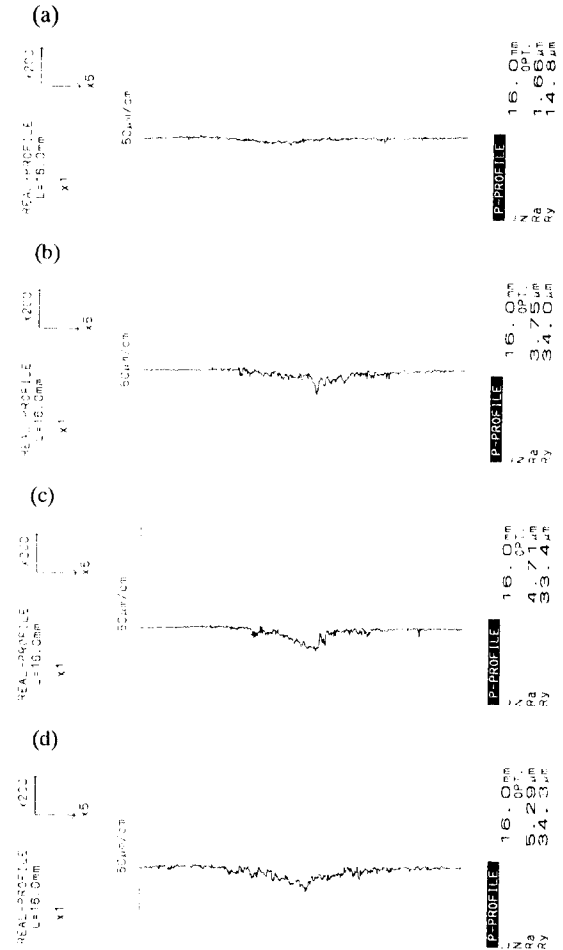 (a)
x200
x5
REAL-PROFILE
L=16.0mm
x1
50µm/cm
P-PROFILE
16.0mm
N OPT.
Ra 1.66µm
Ry 14.8µm
(b)
x200
x5
REAL-PROFILE
L=16.0mm
x1
50µm/cm
P-PROFILE
16.0mm
N OPT.
Ra 3.75µm
Ry 34.0µm
(c)
x5
REAL-PROFILE
L=16.0mm
x1
50µm/cm
P-PROFILE
16.0mm
N OPT.
Ra 4.71µm
Ry 33.4µm
(d)
x200
x5
REAL-PROFILE
L=16.0mm
x1
50µm/cm
P-PROFILE
16.0mm
N OPT.
Ra 5.29µm
Ry 34.3µm